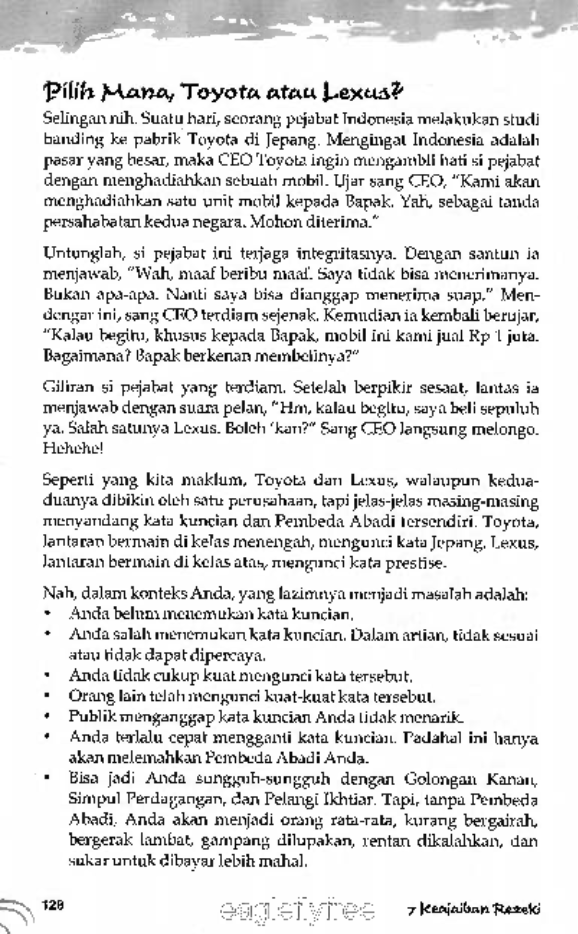 Pilih Mana, Toyota atau Lexus?
Selingan nih. Suatu hari, seorang pejabat Indonesia melakukan studi
banding ke pabrik Toyota di Jepang. Mengingat Indonesia adalah
pasar yang besar, maka CEO Toyota ingin mengambli hati si pejabat
dengan menghadiahkan sebuah mobil. Ujar sang CEO, "Kami akan
menghadiahkan satu unit mobil kepada Bapak. Yah, sebagai tanda
persahabatan kedua negara. Mohon diterima."
Untunglah, si pejabat ini terjaga integritasnya. Dengan santun ia
menjawab, "Wah, maaf beribu maaf. Saya tidak bisa menerimanya.
Bukan apa-apa. Nanti saya bisa dianggap menerima suap." Men-
dengar ini, sang CEO terdiam sejenak. Kemudian ia kembali berujar,
"Kalau begitu, khusus kepada Bapak, mobil ini kami jual Rp 1 juta.
Bagaimana? Bapak berkenan membelinya?"
Giliran si pejabat yang terdiam. Setelah berpikir sesaat, lantas ia
menjawab dengan suara pelan, "Hm, kalau begitu, saya beli sepuluh
ya. Salah satunya Lexus. Boleh 'kan?" Sang CEO langsung melongo.
Hehehe!
Seperti yang kita maklum, Toyota dan Lexus, walaupun kedua-
duanya dibikin oleh satu perusahaan, tapi jelas-jelas masing-masing
menyandang kata kuncian dan Pembeda Abadi tersendiri. Toyota,
lantaran bermain di kelas menengah, mengunci kata Jepang. Lexus,
lantaran bermain di kelas atas, mengunci kata prestise.
Nah, dalam konteks Anda, yang lazimnya menjadi masalah adalah:
• Anda belum menemukan kata kuncian.
• Anda salah menemukan kata kuncian. Dalam artian, tidak sesuai
atau tidak dapat dipercaya.
• Anda tidak cukup kuat mengunci kata tersebut.
• Orang lain telah mengunci kuat-kuat kata tersebut.
• Publik menganggap kata kuncian Anda tidak menarik.
• Anda terlalu cepat mengganti kata kuncian. Padahal ini hanya
akan melemahkan Pembeda Abadi Anda.
• Bisa jadi Anda sungguh-sungguh dengan Golongan Kanan,
Simpul Perdagangan, dan Pelangi Ikhtiar. Tapi, tanpa Pembeda
Abadi, Anda akan menjadi orang rata-rata, kurang bergairah,
bergerak lambat, gampang dilupakan, rentan dikalahkan, dan
sukar untuk dibayar lebih mahal.
128
eagleflyfree
7 Keajaiban Rezeki